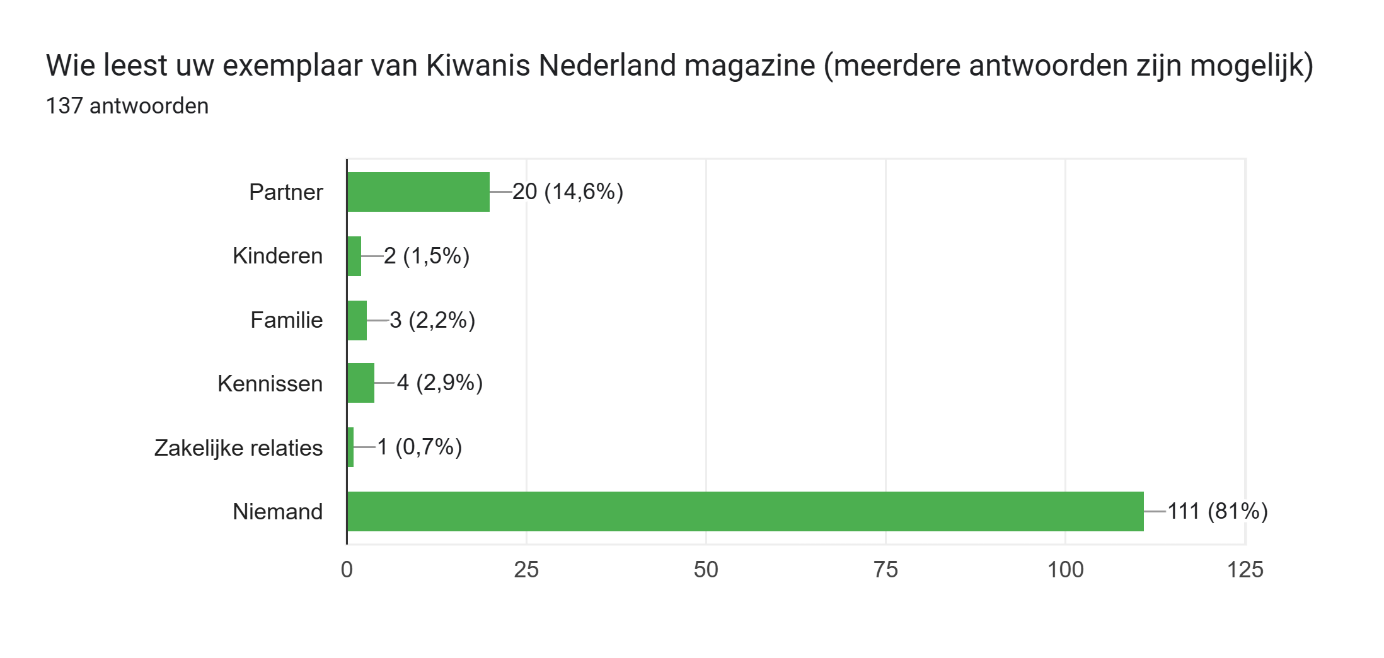 Wie leest uw exemplaar van Kiwanis Nederland magazine (meerdere antwoorden zijn mogelijk)
137 antwoorden
Partner 20 (14,6%)
Kinderen 2 (1,5%)
Familie 3 (2,2%)
Kennissen 4 (2,9%)
Zakelijke relaties 1 (0,7%)
Niemand 111 (81%)
0 25 50 75 100 125